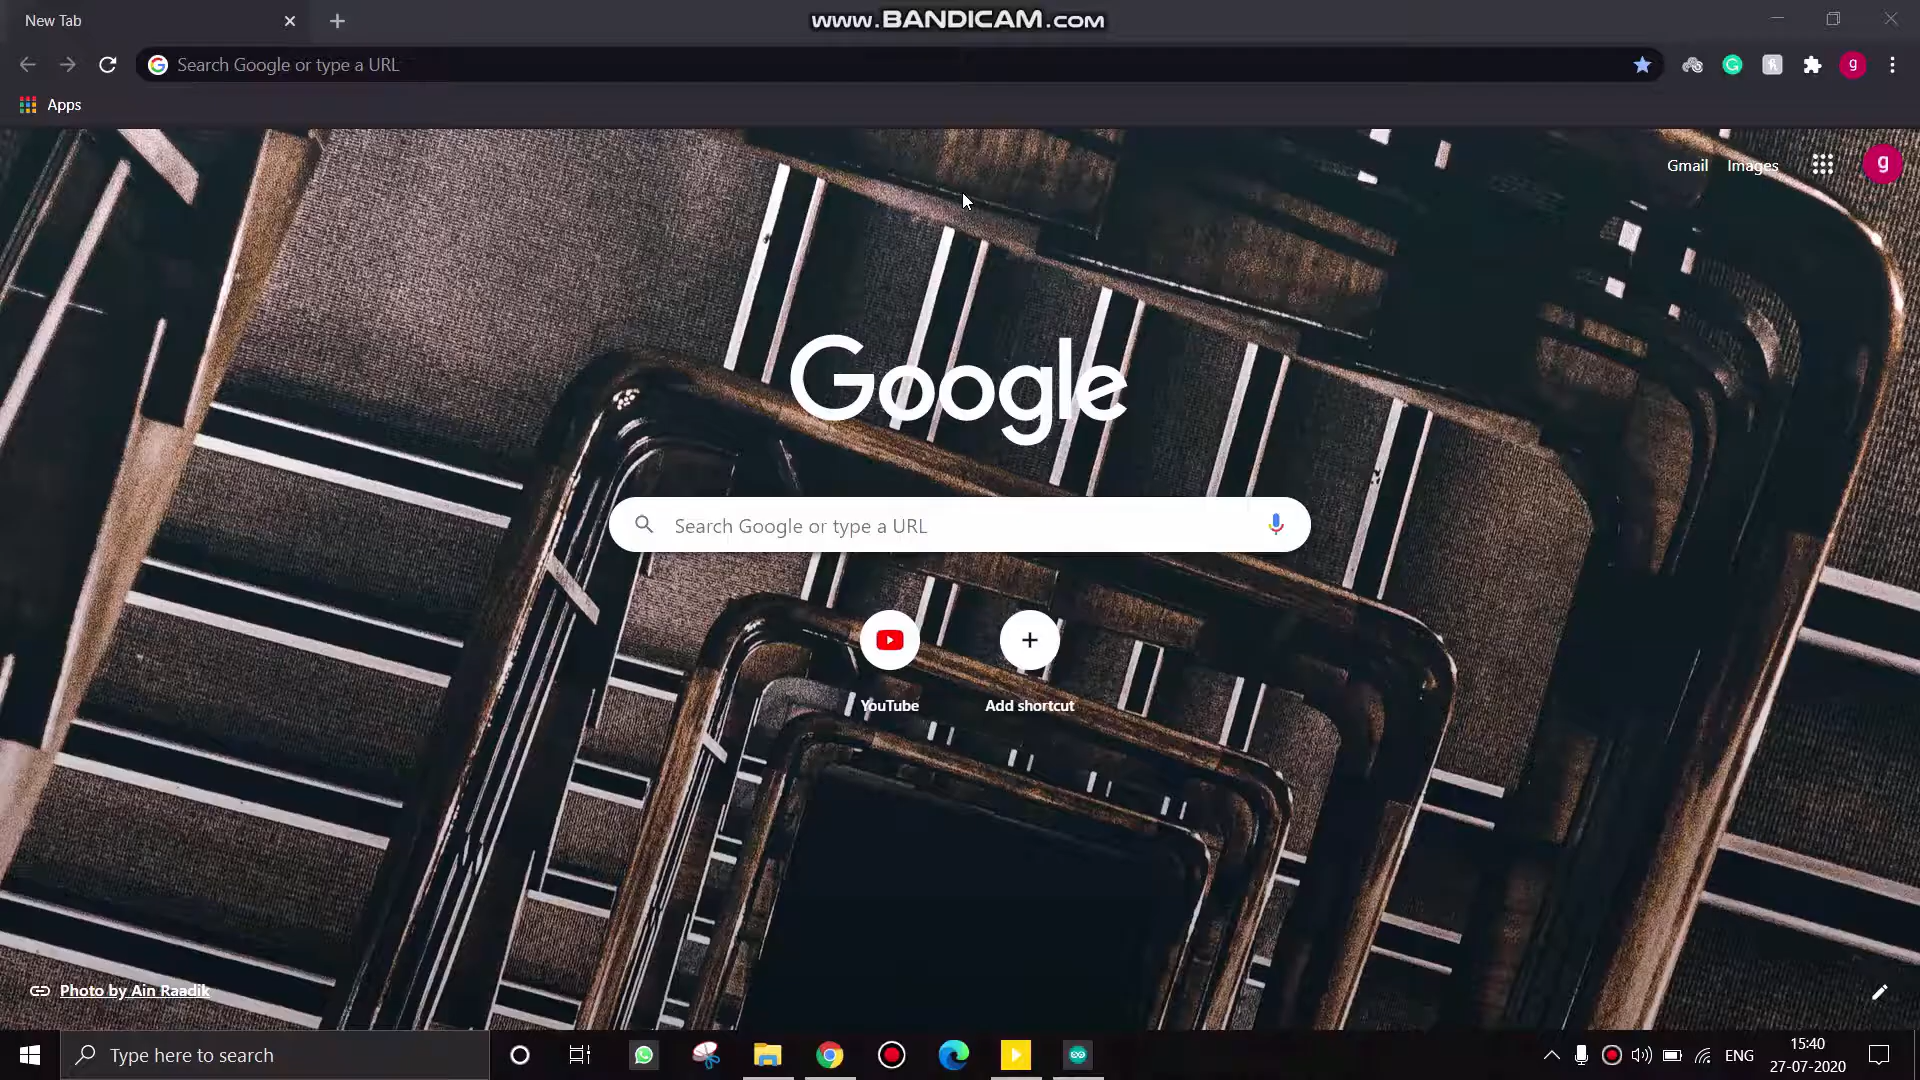 New Tab
www.BANDICAM.com
Search Google or type a URL
g
Apps
Gmail
Images
g
Google
Search Google or type a URL
YouTube
Add shortcut
Photo by Ain Raadik
Type here to search
ENG
15:40
27-07-2020